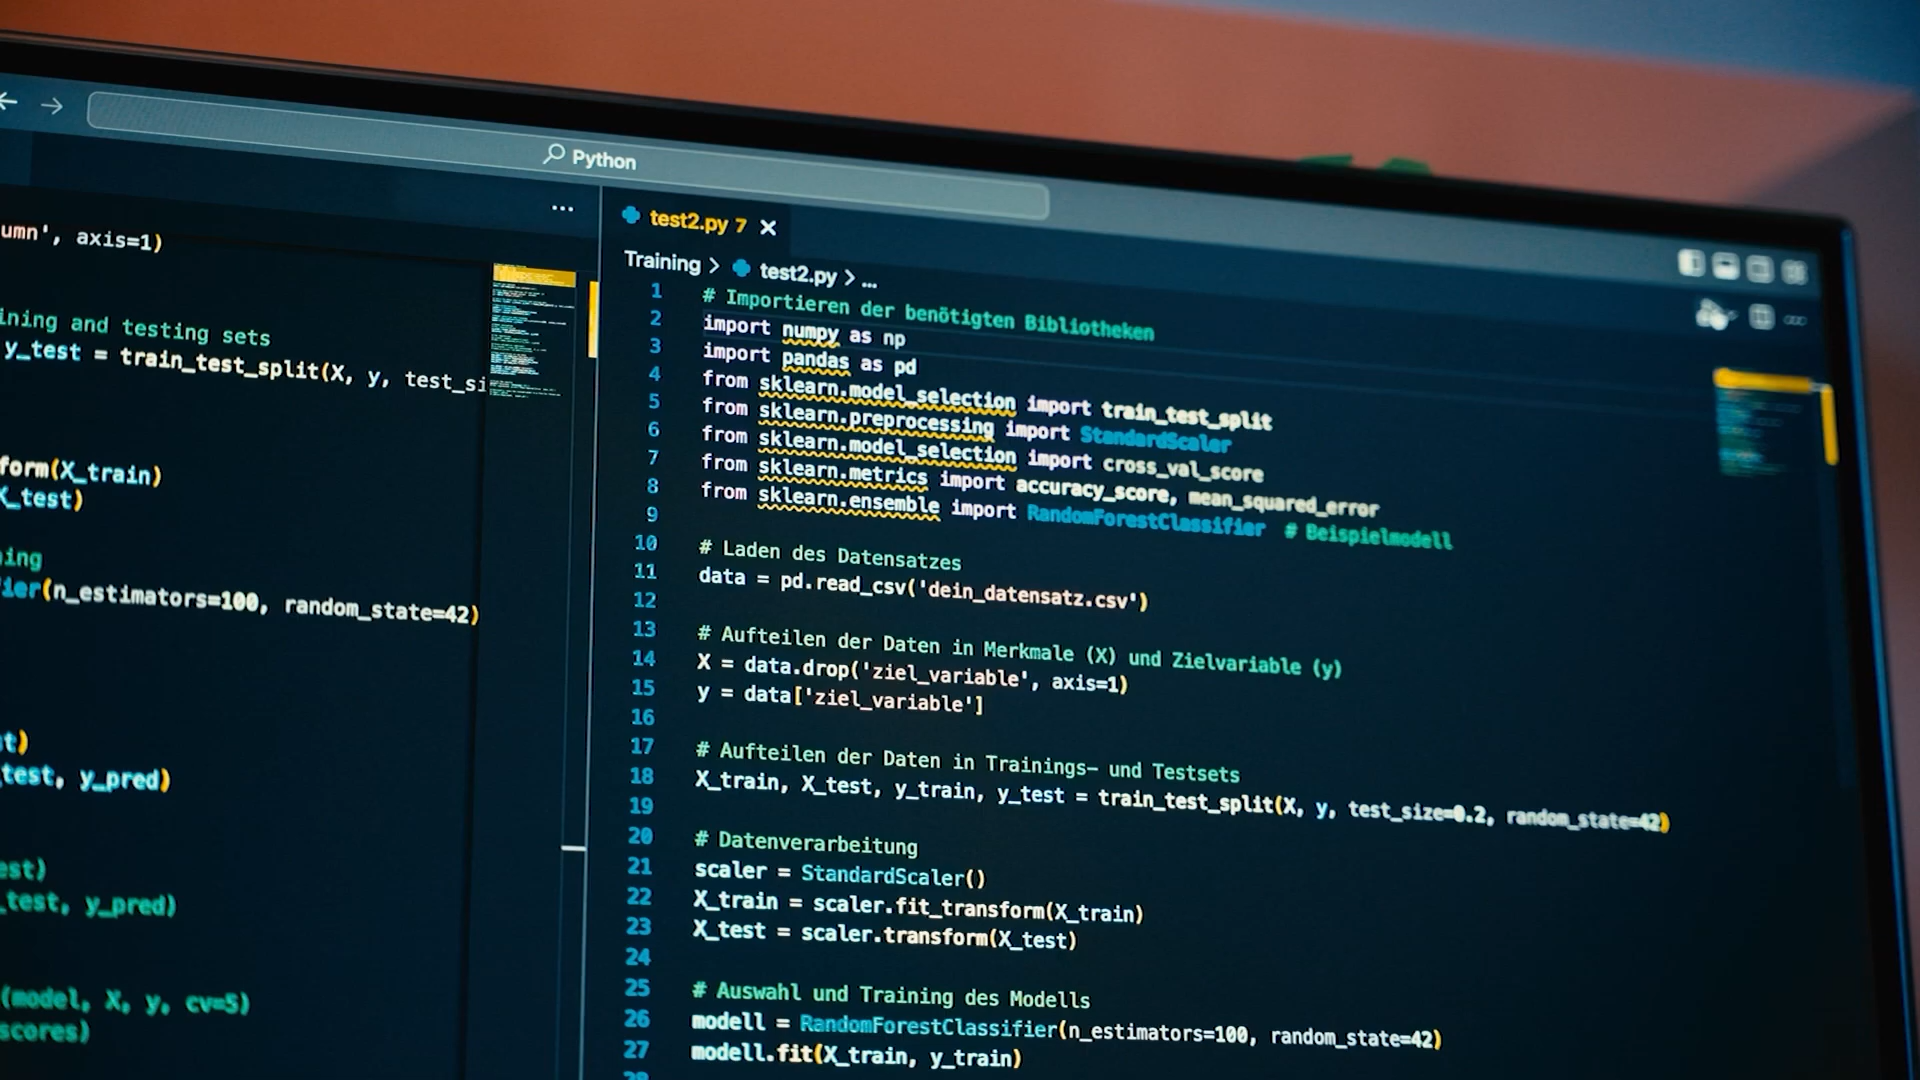 Python
umn', axis=1)
ining and testing sets
y_test = train_test_split(X, y, test_si
form(X_train)
X_test)
ing
ier(n_estimators=100, random_state=42)
t)
test, y_pred)
est)
_test, y_pred)
(model, X, y, cv=5)
scores)
test2.py 7
Training > test2.py > ...
1 # Importieren der benötigten Bibliotheken
2 import numpy as np
3 import pandas as pd
4 from sklearn.model_selection import train_test_split
5 from sklearn.preprocessing import StandardScaler
6 from sklearn.model_selection import cross_val_score
7 from sklearn.metrics import accuracy_score, mean_squared_error
8 from sklearn.ensemble import RandomForestClassifier # Beispielmodell
9
10 # Laden des Datensatzes
11 data = pd.read_csv('dein_datensatz.csv')
12
13 # Aufteilen der Daten in Merkmale (X) und Zielvariable (y)
14 X = data.drop('ziel_variable', axis=1)
15 y = data['ziel_variable']
16
17 # Aufteilen der Daten in Trainings- und Testsets
18 X_train, X_test, y_train, y_test = train_test_split(X, y, test_size=0.2, random_state=42)
19
20 # Datenverarbeitung
21 scaler = StandardScaler()
22 X_train = scaler.fit_transform(X_train)
23 X_test = scaler.transform(X_test)
24
25 # Auswahl und Training des Modells
26 modell = RandomForestClassifier(n_estimators=100, random_state=42)
27 modell.fit(X_train, y_train)